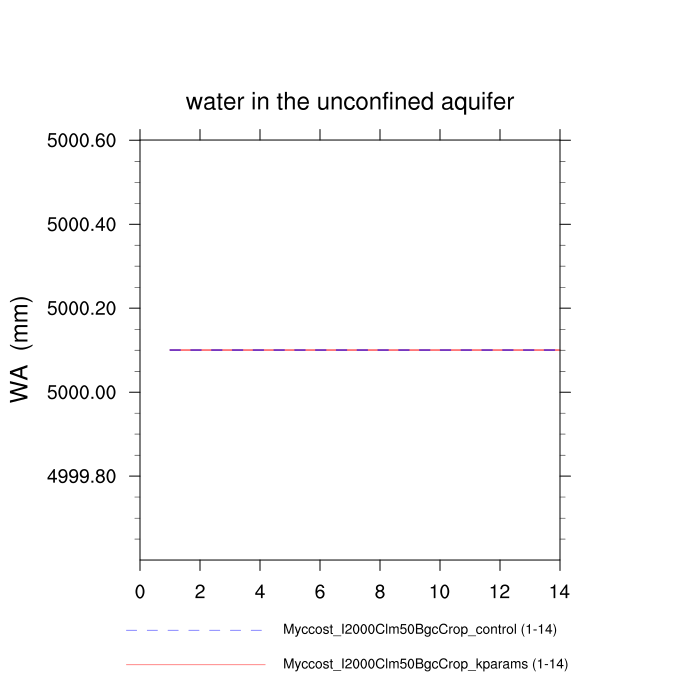 water in the unconfined aquifer
5000.60
5000.40
5000.20
5000.00
4999.80
WA (mm)
0 2 4 6 8 10 12 14
Myccost_I2000Clm50BgcCrop_control (1-14)
Myccost_I2000Clm50BgcCrop_kparams (1-14)